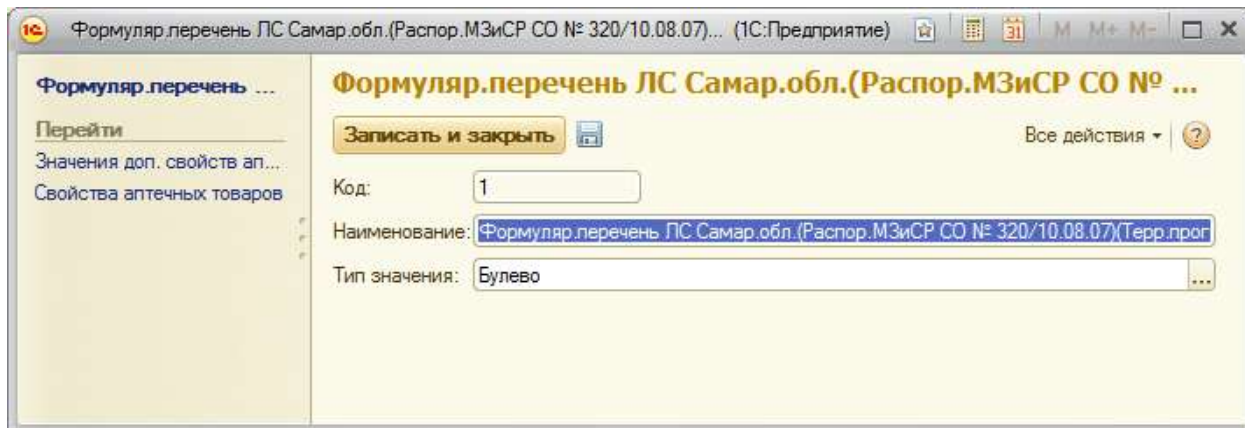 Формуляр.перечень ЛС Самар.обл.(Распор.МЗиСР СО № 320/10.08.07)... (1С:Предприятие)
31 M M+ M-
Формуляр.перечень ...
Формуляр.перечень ЛС Самар.обл.(Распор.МЗиСР СО № ...
Перейти
Записать и закрыть
Все действия
?
Значения доп. свойств ап...
Свойства аптечных товаров
Код: 1
Наименование: Формуляр.перечень ЛС Самар.обл.(Распор.МЗиСР СО № 320/10.08.07)(Терр.прог
Тип значения: Булево ...